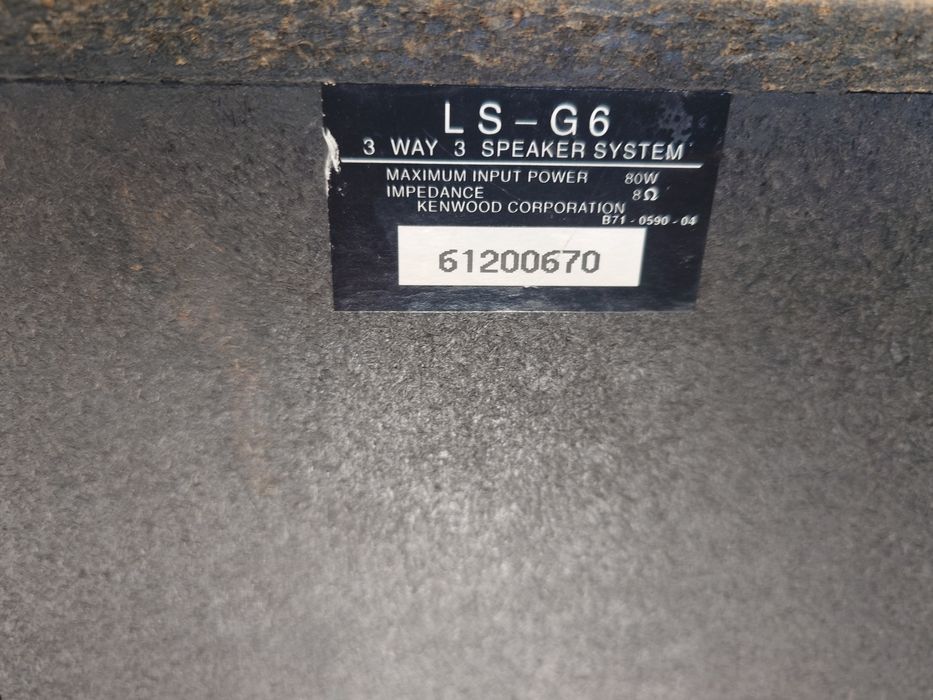 LS-G6
3 WAY 3 SPEAKER SYSTEM
MAXIMUM INPUT POWER 80W
IMPEDANCE 8Ω
KENWOOD CORPORATION
B71-0590-04
61200670